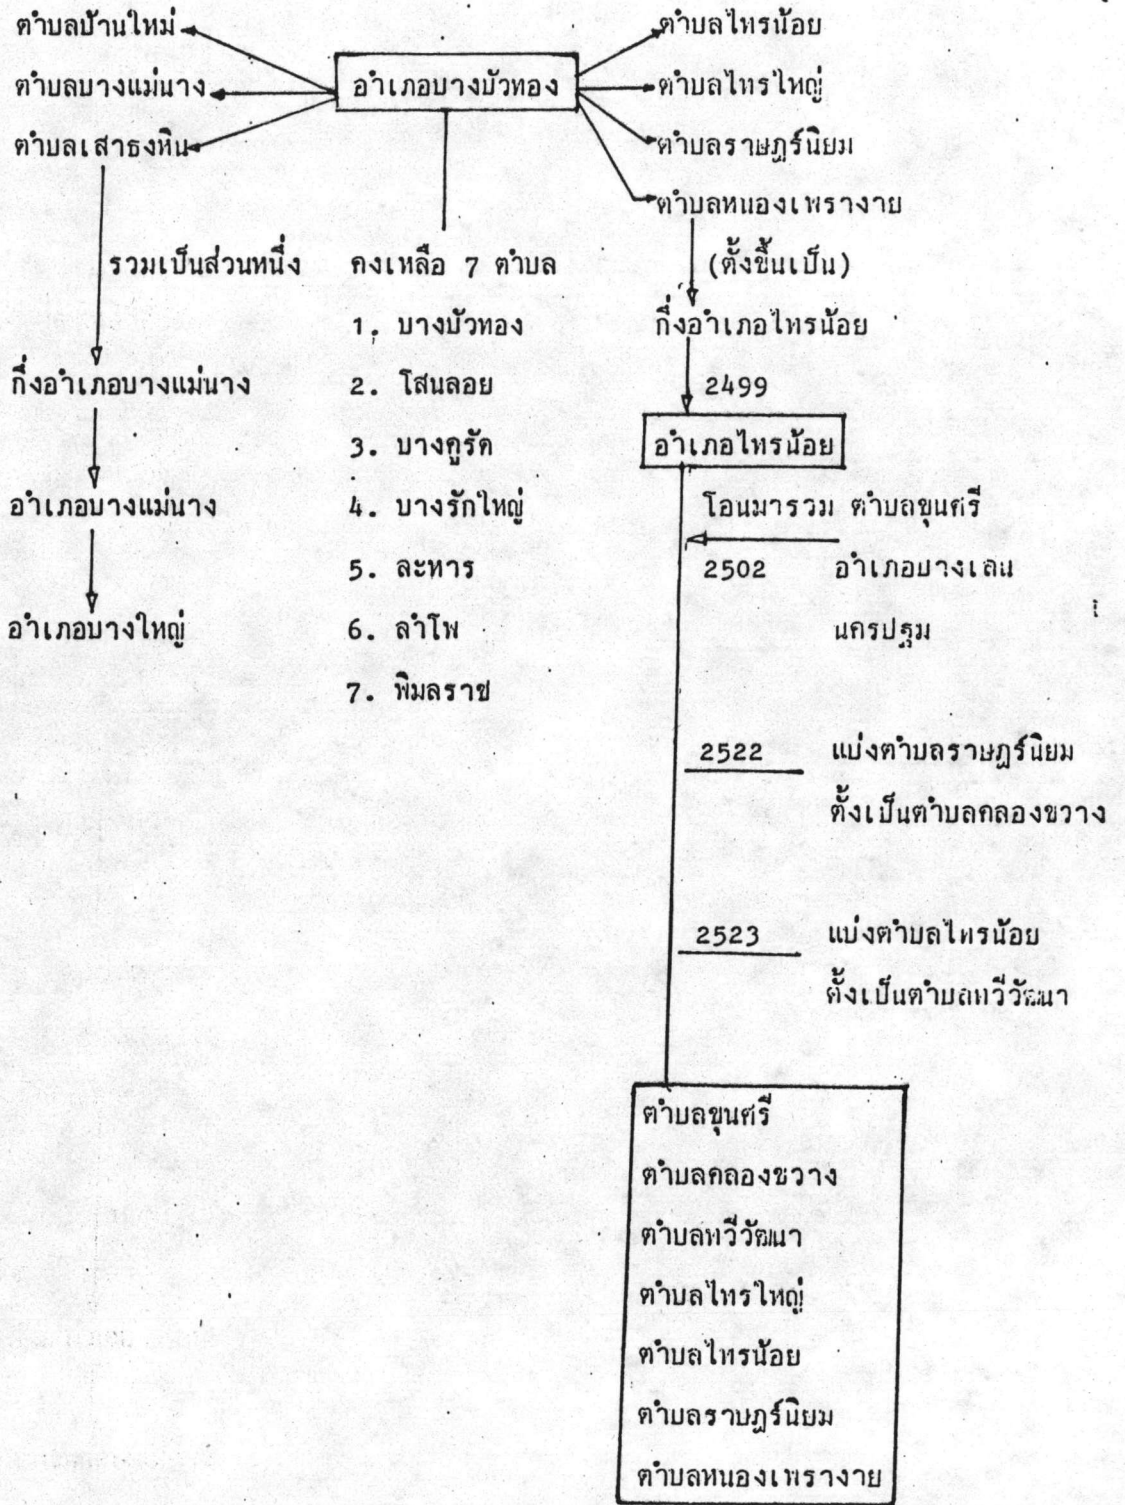 ตำบลบ้านใหม่
ตำบลบางแม่นาง
ตำบลเสาธงหิน
อำเภอบางบัวทอง
ตำบลไทรน้อย
ตำบลไทรใหญ่
ตำบลราษฎร์นิยม
ตำบลหนองเพรางาย
รวมเป็นส่วนหนึ่ง
กิ่งอำเภอบางแม่นาง
อำเภอบางแม่นาง
อำเภอบางใหญ่
คงเหลือ 7 ตำบล
1. บางบัวทอง
2. โสนลอย
3. บางคูรัด
4. บางรักใหญ่
5. ละหาร
6. ลำโพ
7. พิมลราช
(ตั้งขึ้นเป็น)
กิ่งอำเภอไทรน้อย
2499
อำเภอไทรน้อย
โอนมารวม ตำบลขุนศรี
2502 อำเภอบางเลน
นครปฐม
2522 แบ่งตำบลราษฎร์นิยม
ตั้งเป็นตำบลคลองขวาง
2523 แบ่งตำบลไทรน้อย
ตั้งเป็นตำบลทวีวัฒนา
ตำบลขุนศรี
ตำบลคลองขวาง
ตำบลทวีวัฒนา
ตำบลไทรใหญ่
ตำบลไทรน้อย
ตำบลราษฎร์นิยม
ตำบลหนองเพรางาย